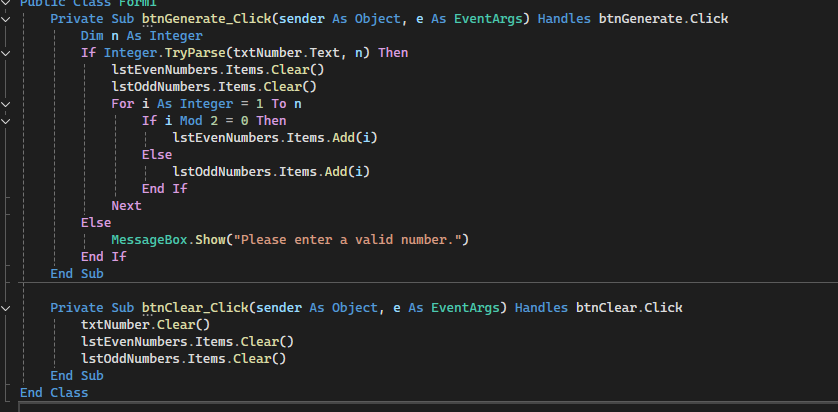 Public Class Form1
Private Sub btnGenerate_Click(sender As Object, e As EventArgs) Handles btnGenerate.Click
Dim n As Integer
If Integer.TryParse(txtNumber.Text, n) Then
lstEvenNumbers.Items.Clear()
lstOddNumbers.Items.Clear()
For i As Integer = 1 To n
If i Mod 2 = 0 Then
lstEvenNumbers.Items.Add(i)
Else
lstOddNumbers.Items.Add(i)
End If
Next
Else
MessageBox.Show("Please enter a valid number.")
End If
End Sub
Private Sub btnClear_Click(sender As Object, e As EventArgs) Handles btnClear.Click
txtNumber.Clear()
lstEvenNumbers.Items.Clear()
lstOddNumbers.Items.Clear()
End Sub
End Class